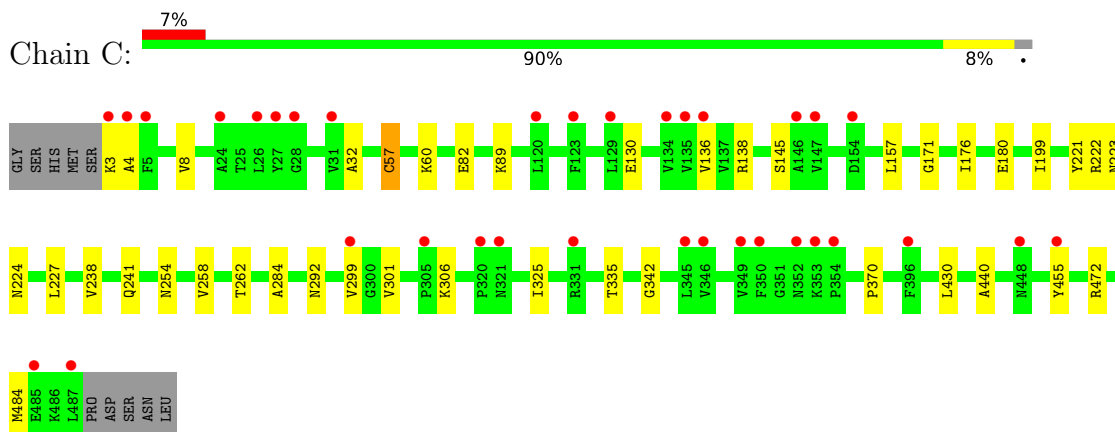 7%
Chain C:
90% 8% •
GLY SER HIS MET SER K3 A4 F5 V8 A24 T25 L26 Y27 G28 V31 A32 C57 K60 E82 K89 L120 F123 L129 E130 V134 V135 V136 V137 R138 S145 A146 V147 D154 L157 G171 I176 E180 I199 Y221 R222 N223
N224 L227 V238 Q241 N254 V258 T262 A284 N292 V299 G300 V301 P305 K306 P320 N321 I325 R331 T335 G342 L345 V346 V349 F350 G351 N352 K353 P354 P370 F396 L430 A440 N448 Y455 R472
M484 E485 K486 L487 PRO ASP SER ASN LEU